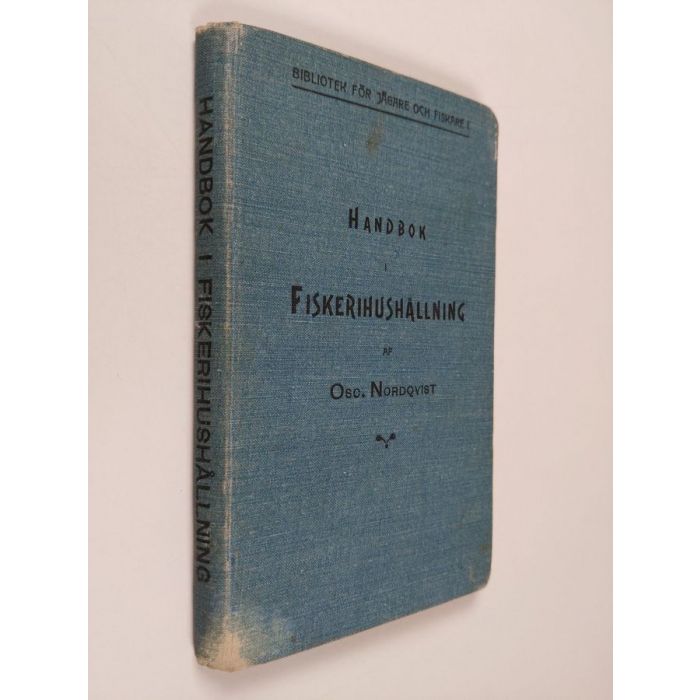 HANDBOK I FISKERIHUSHÅLLNING
BIBLIOTEK FÖR JÄGARE OCH FISKARE I.
HANDBOK
I
FISKERIHUSHÅLLNING
AF
OSC. NORDQVIST